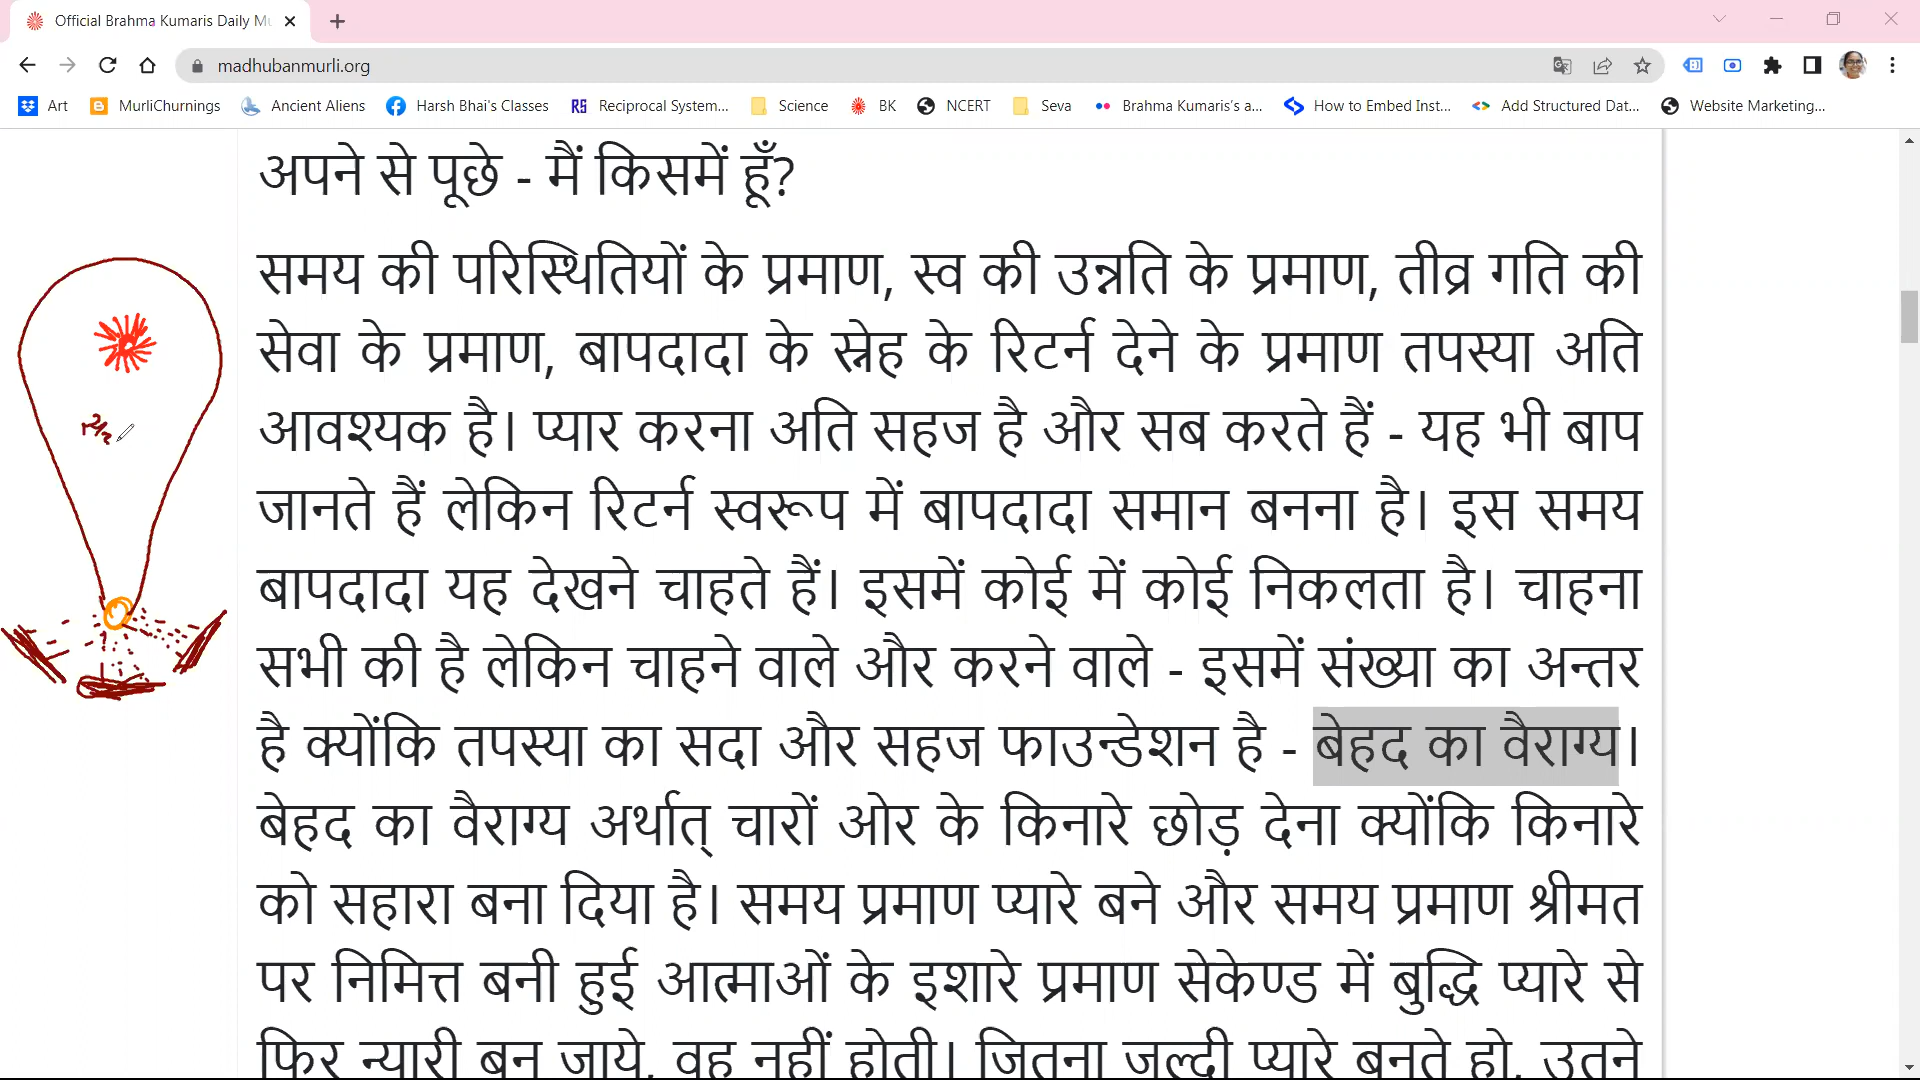 Official Brahma Kumaris Daily Mu
madhubanmurli.org
Art MurliChurnings Ancient Aliens Harsh Bhai's Classes RS Reciprocal System... Science BK NCERT Seva Brahma Kumaris's a... How to Embed Inst... Add Structured Dat... Website Marketing...
अपने से पूछे - मैं किसमें हूँ?
समय की परिस्थितियों के प्रमाण, स्व की उन्नति के प्रमाण, तीव्र गति की
सेवा के प्रमाण, बापदादा के स्नेह के रिटर्न देने के प्रमाण तपस्या अति
आवश्यक है। प्यार करना अति सहज है और सब करते हैं - यह भी बाप
जानते हैं लेकिन रिटर्न स्वरूप में बापदादा समान बनना है। इस समय
बापदादा यह देखने चाहते हैं। इसमें कोई में कोई निकलता है। चाहना
सभी की है लेकिन चाहने वाले और करने वाले - इसमें संख्या का अन्तर
है क्योंकि तपस्या का सदा और सहज फाउन्डेशन है - बेहद का वैराग्य।
बेहद का वैराग्य अर्थात् चारों ओर के किनारे छोड़ देना क्योंकि किनारे
को सहारा बना दिया है। समय प्रमाण प्यारे बने और समय प्रमाण श्रीमत
पर निमित्त बनी हुई आत्माओं के इशारे प्रमाण सेकेण्ड में बुद्धि प्यारे से
फिर न्यारी बन जाये, वह नहीं होती। जितना जल्दी प्यारे बनते हो, उतने